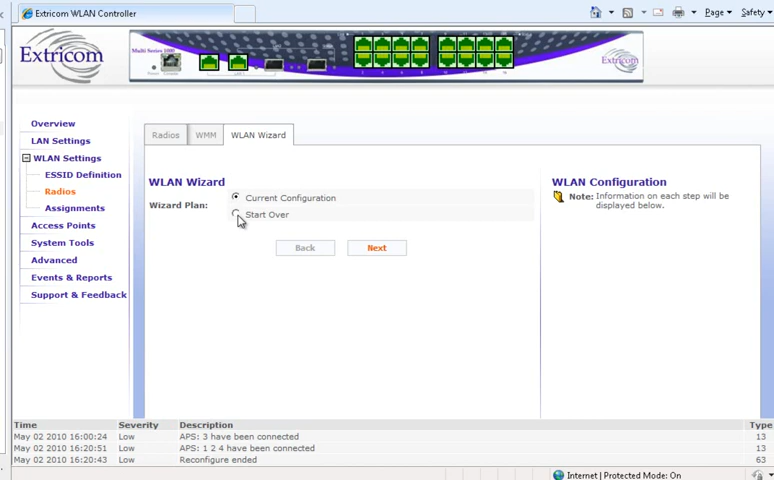 Extricom WLAN Controller
Page
Safety
Extricom
Multi Series 1000
Extricom
Overview
LAN Settings
WLAN Settings
ESSID Definition
Radios
Assignments
Access Points
System Tools
Advanced
Events & Reports
Support & Feedback
Radios WMM WLAN Wizard
WLAN Wizard
Wizard Plan:
Current Configuration
Start Over
Back Next
WLAN Configuration
Note: Information on each step will be
displayed below.
Time Severity Description Type
May 02 2010 16:00:24 Low APS: 3 have been connected 13
May 02 2010 16:20:51 Low APS: 1 2 4 have been connected 13
May 02 2010 16:20:43 Low Reconfigure ended 63
Internet | Protected Mode: On